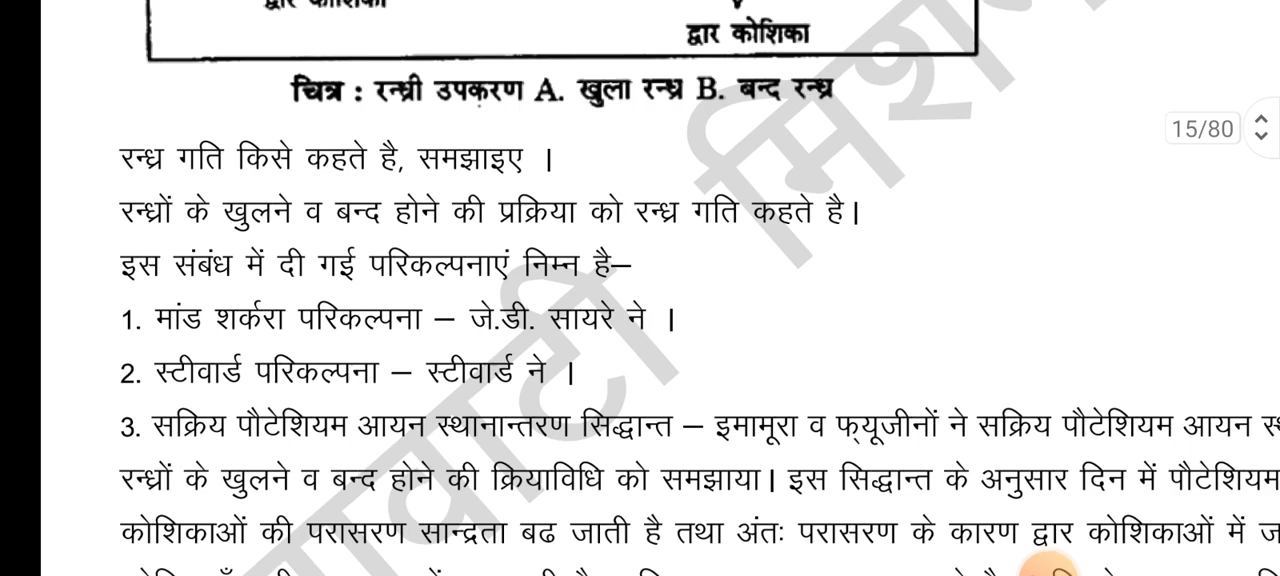 द्वार कोशिका
द्वार कोशिका
चित्र : रन्ध्री उपकरण A. खुला रन्ध्र B. बन्द रन्ध्र
15/80
रन्ध्र गति किसे कहते है, समझाइए ।
रन्ध्रों के खुलने व बन्द होने की प्रक्रिया को रन्ध्र गति कहते है।
इस संबंध में दी गई परिकल्पनाएं निम्न है–
1. मांड शर्करा परिकल्पना – जे.डी. सायरे ने ।
2. स्टीवार्ड परिकल्पना – स्टीवार्ड ने ।
3. सक्रिय पौटेशियम आयन स्थानान्तरण सिद्धान्त – इमामूरा व फ्यूजीनों ने सक्रिय पौटेशियम आयन
रन्ध्रों के खुलने व बन्द होने की क्रियाविधि को समझाया। इस सिद्धान्त के अनुसार दिन में पौटेशियम
कोशिकाओं की परासरण सान्द्रता बढ जाती है तथा अंतः परासरण के कारण द्वार कोशिकाओं में